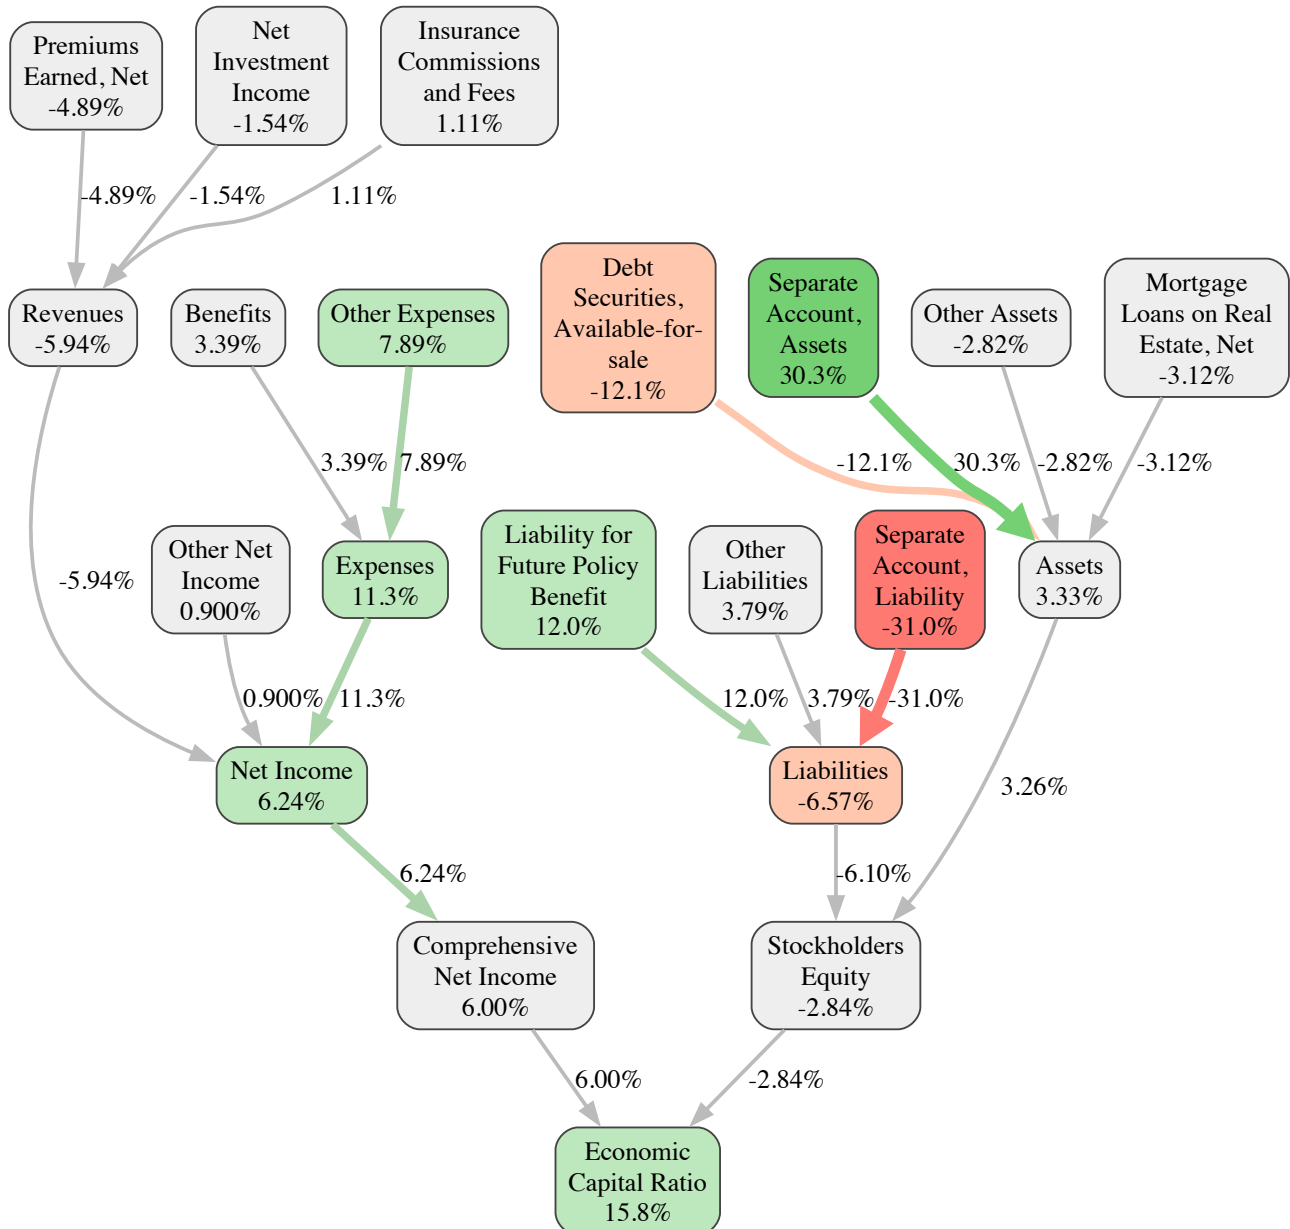 Premiums
Earned, Net
-4.89%
Net
Investment
Income
-1.54%
Insurance
Commissions
and Fees
1.11%
-4.89%
-1.54%
1.11%
Revenues
-5.94%
Benefits
3.39%
Other Expenses
7.89%
Debt
Securities,
Available-for-
sale
-12.1%
Separate
Account,
Assets
30.3%
Other Assets
-2.82%
Mortgage
Loans on Real
Estate, Net
-3.12%
3.39%
7.89%
-12.1%
30.3%
-2.82%
-3.12%
Other Net
Income
0.900%
Expenses
11.3%
Liability for
Future Policy
Benefit
12.0%
Other
Liabilities
3.79%
Separate
Account,
Liability
-31.0%
Assets
3.33%
-5.94%
0.900%
11.3%
12.0%
3.79%
-31.0%
Net Income
6.24%
Liabilities
-6.57%
3.26%
6.24%
-6.10%
Comprehensive
Net Income
6.00%
Stockholders
Equity
-2.84%
6.00%
-2.84%
Economic
Capital Ratio
15.8%